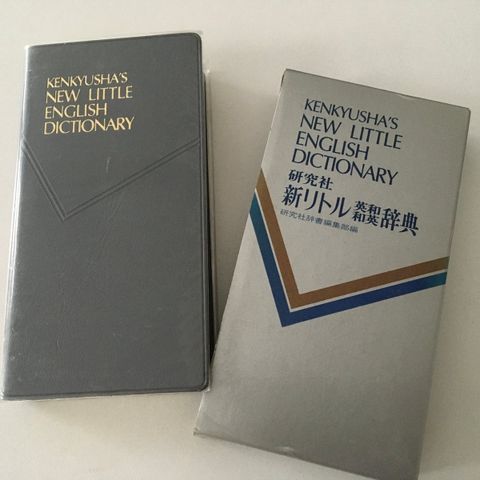 KENKYUSHA'S
NEW LITTLE
ENGLISH
DICTIONARY
KENKYUSHA'S
NEW LITTLE
ENGLISH
DICTIONARY
研究社
新リトル英和和英辞典
研究社辞書編集部編